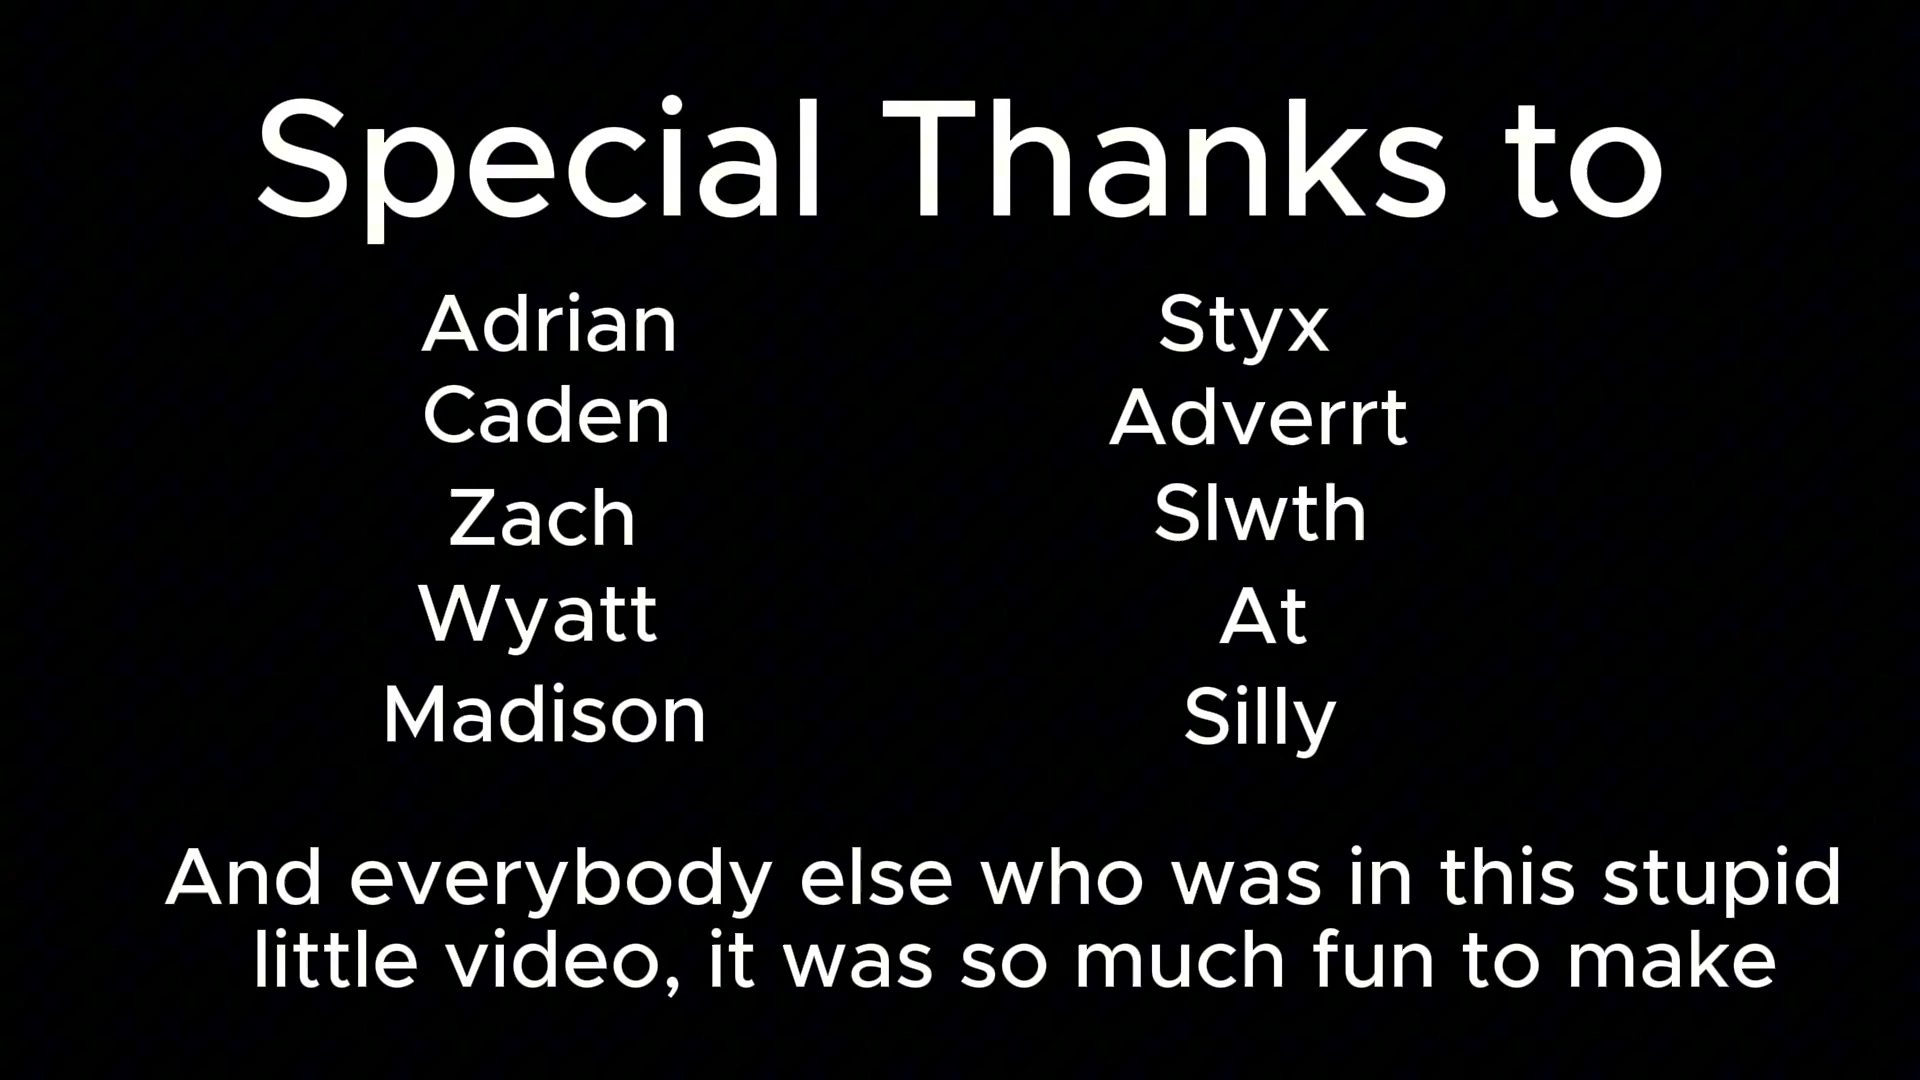 Special Thanks to
Adrian
Caden
Zach
Wyatt
Madison
Styx
Adverrt
Slwth
At
Silly
And everybody else who was in this stupid
little video, it was so much fun to make